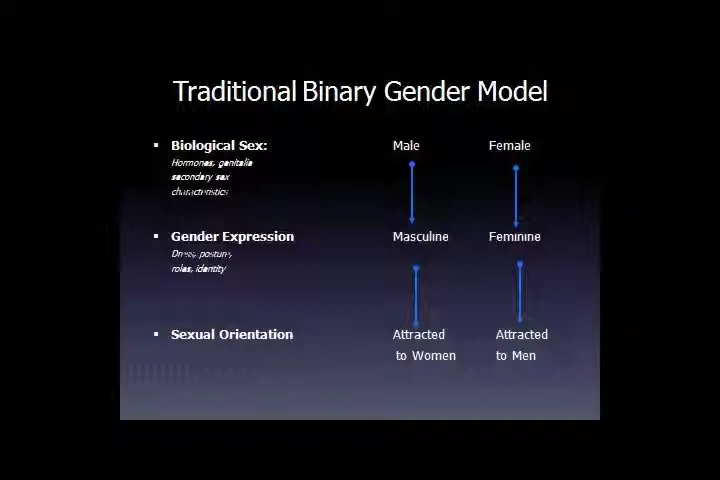 Traditional Binary Gender Model
▪ Biological Sex: Male Female
Hormones, genitalia
secondary sex
characteristics
▪ Gender Expression Masculine Feminine
Dress, posture,
roles, identity
▪ Sexual Orientation Attracted Attracted
to Women to Men